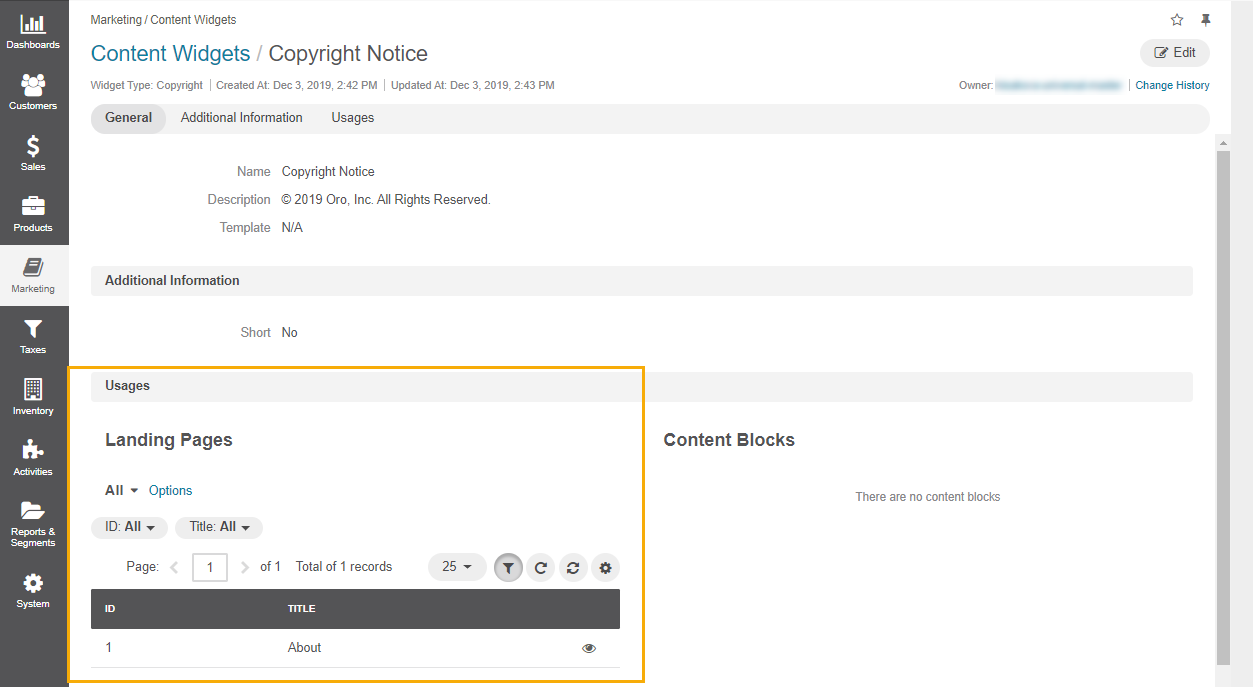 Dashboards
Customers
Sales
Products
Marketing
Taxes
Inventory
Activities
Reports &
Segments
System
Marketing / Content Widgets
Content Widgets / Copyright Notice
Edit
Widget Type: Copyright | Created At: Dec 3, 2019, 2:42 PM | Updated At: Dec 3, 2019, 2:43 PM
Owner: | Change History
General Additional Information Usages
Name Copyright Notice
Description © 2019 Oro, Inc. All Rights Reserved.
Template N/A
Additional Information
Short No
Usages
Landing Pages
All Options
ID: All Title: All
Page: 1 of 1 Total of 1 records 25
ID TITLE
1 About
Content Blocks
There are no content blocks